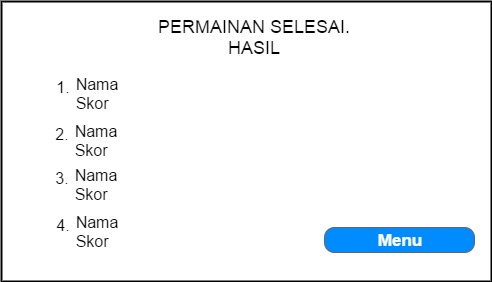 PERMAINAN SELESAI.
HASIL
1. Nama
Skor
2. Nama
Skor
3. Nama
Skor
4. Nama
Skor
Menu